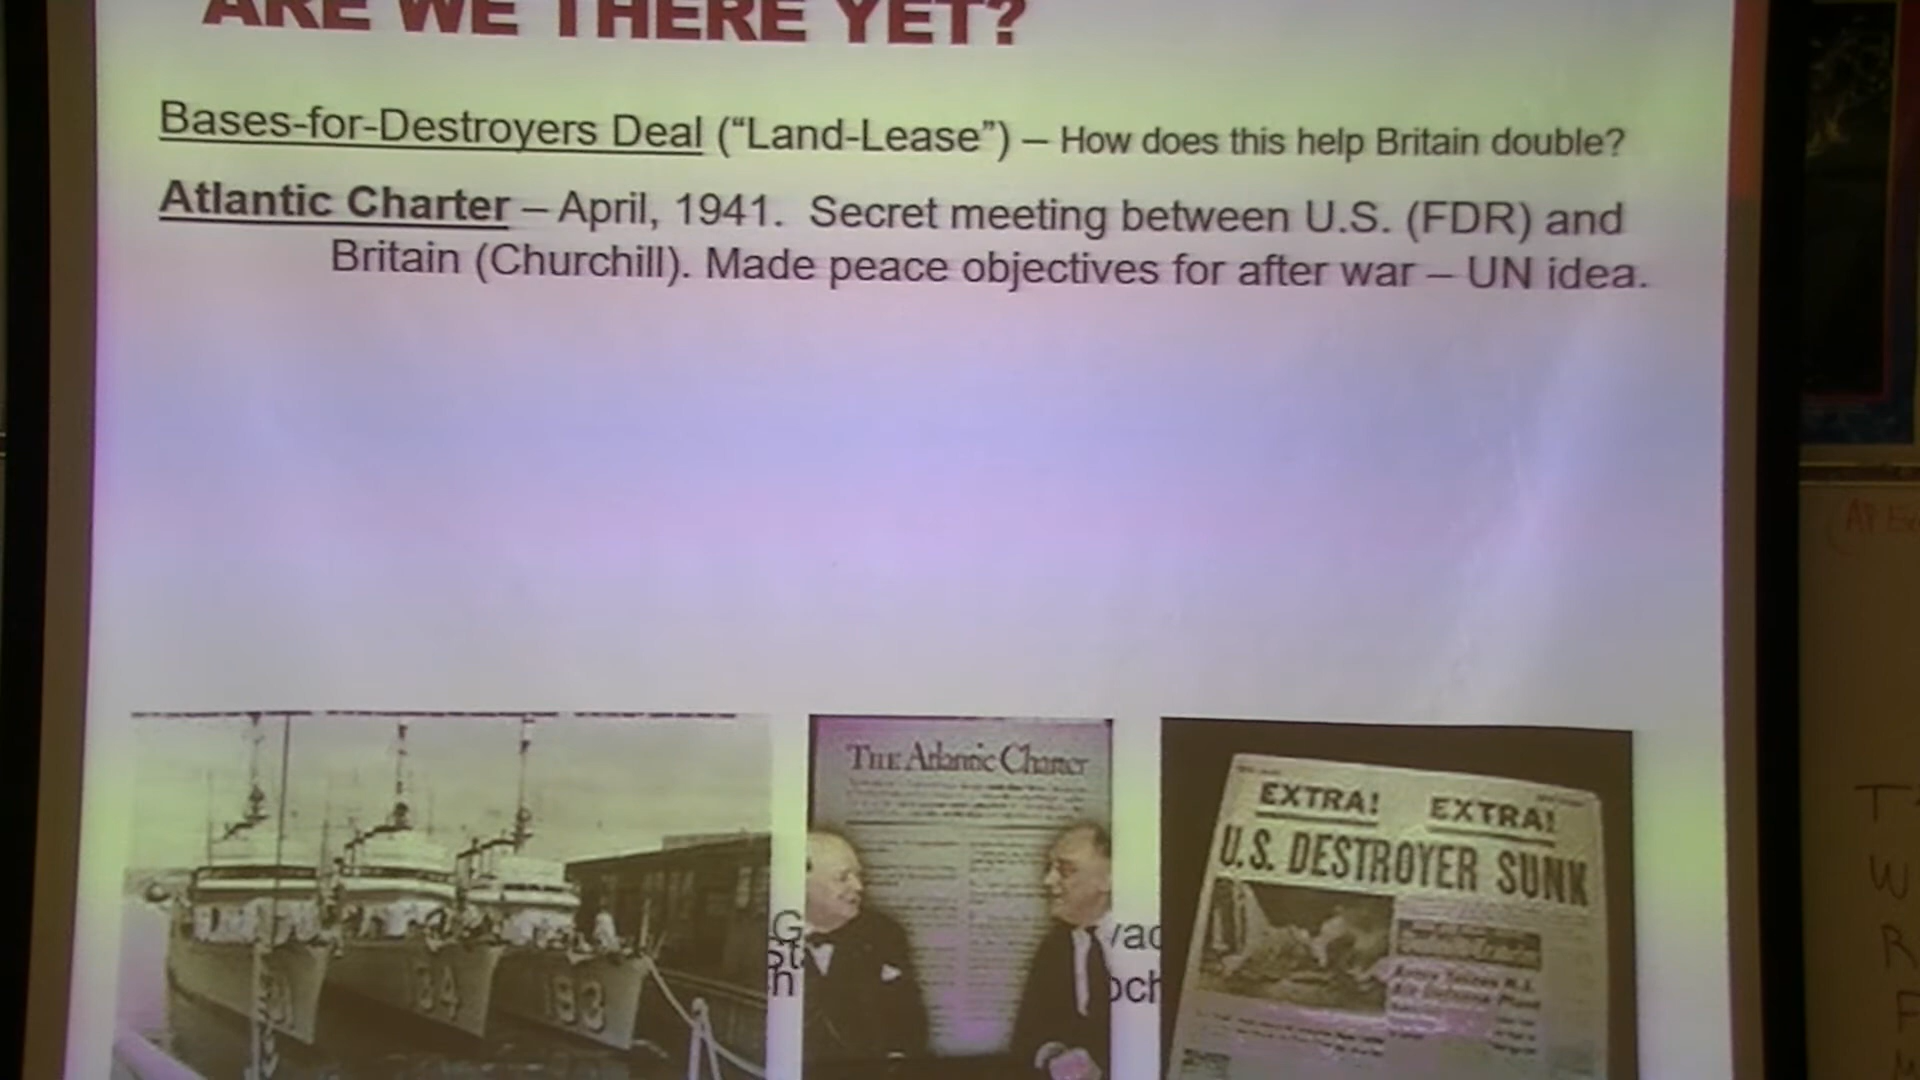 ARE WE THERE YET?
Bases-for-Destroyers Deal (“Land-Lease”) – How does this help Britain double?
Atlantic Charter – April, 1941. Secret meeting between U.S. (FDR) and
Britain (Churchill). Made peace objectives for after war – UN idea.
THE Atlantic Charter
EXTRA! EXTRA!
U.S. DESTROYER SUNK
34
193
T
W
R